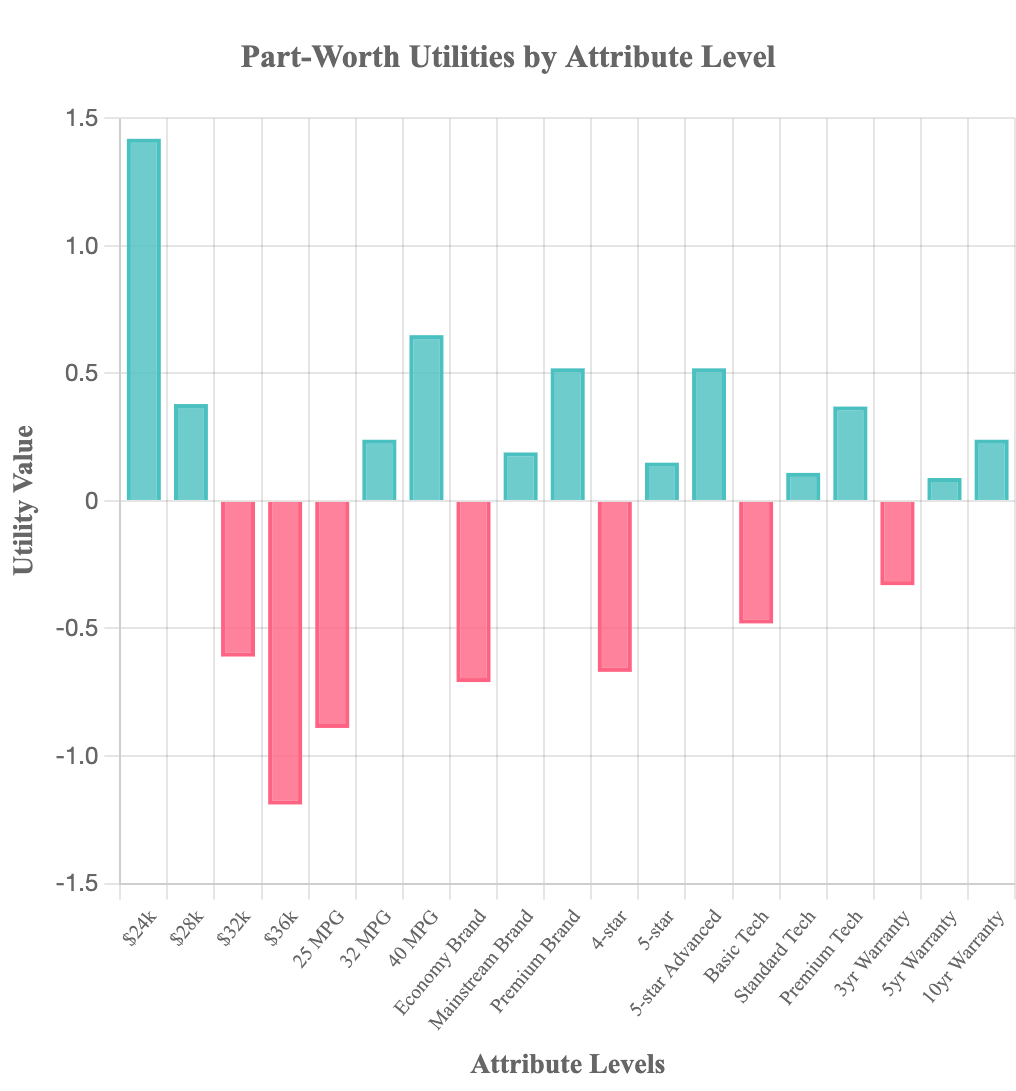 Part-Worth Utilities by Attribute Level
1.5
1.0
0.5
0
-0.5
-1.0
-1.5
Utility Value
$24k
$28k
$32k
$36k
25 MPG
32 MPG
40 MPG
Economy Brand
Mainstream Brand
Premium Brand
4-star
5-star
5-star Advanced
Basic Tech
Standard Tech
Premium Tech
3yr Warranty
5yr Warranty
10yr Warranty
Attribute Levels